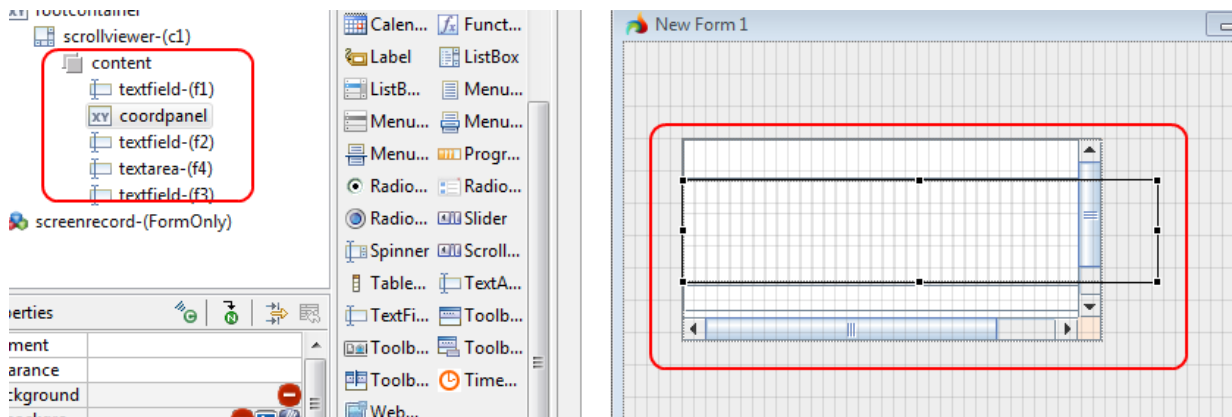 rootcontainer
scrollviewer-(c1)
content
textfield-(f1)
XY coordpanel
textfield-(f2)
textarea-(f4)
textfield-(f3)
screenrecord-(FormOnly)
perties
ment
arance
ckground
Calen... Funct...
Label ListBox
ListB... Menu...
Menu... Menu...
Menu... Progr...
Radio... Radio...
Radio... Slider
Spinner Scroll...
Table... TextA...
TextFi... Toolb...
Toolb... Toolb...
Toolb... Time...
Web...
New Form 1